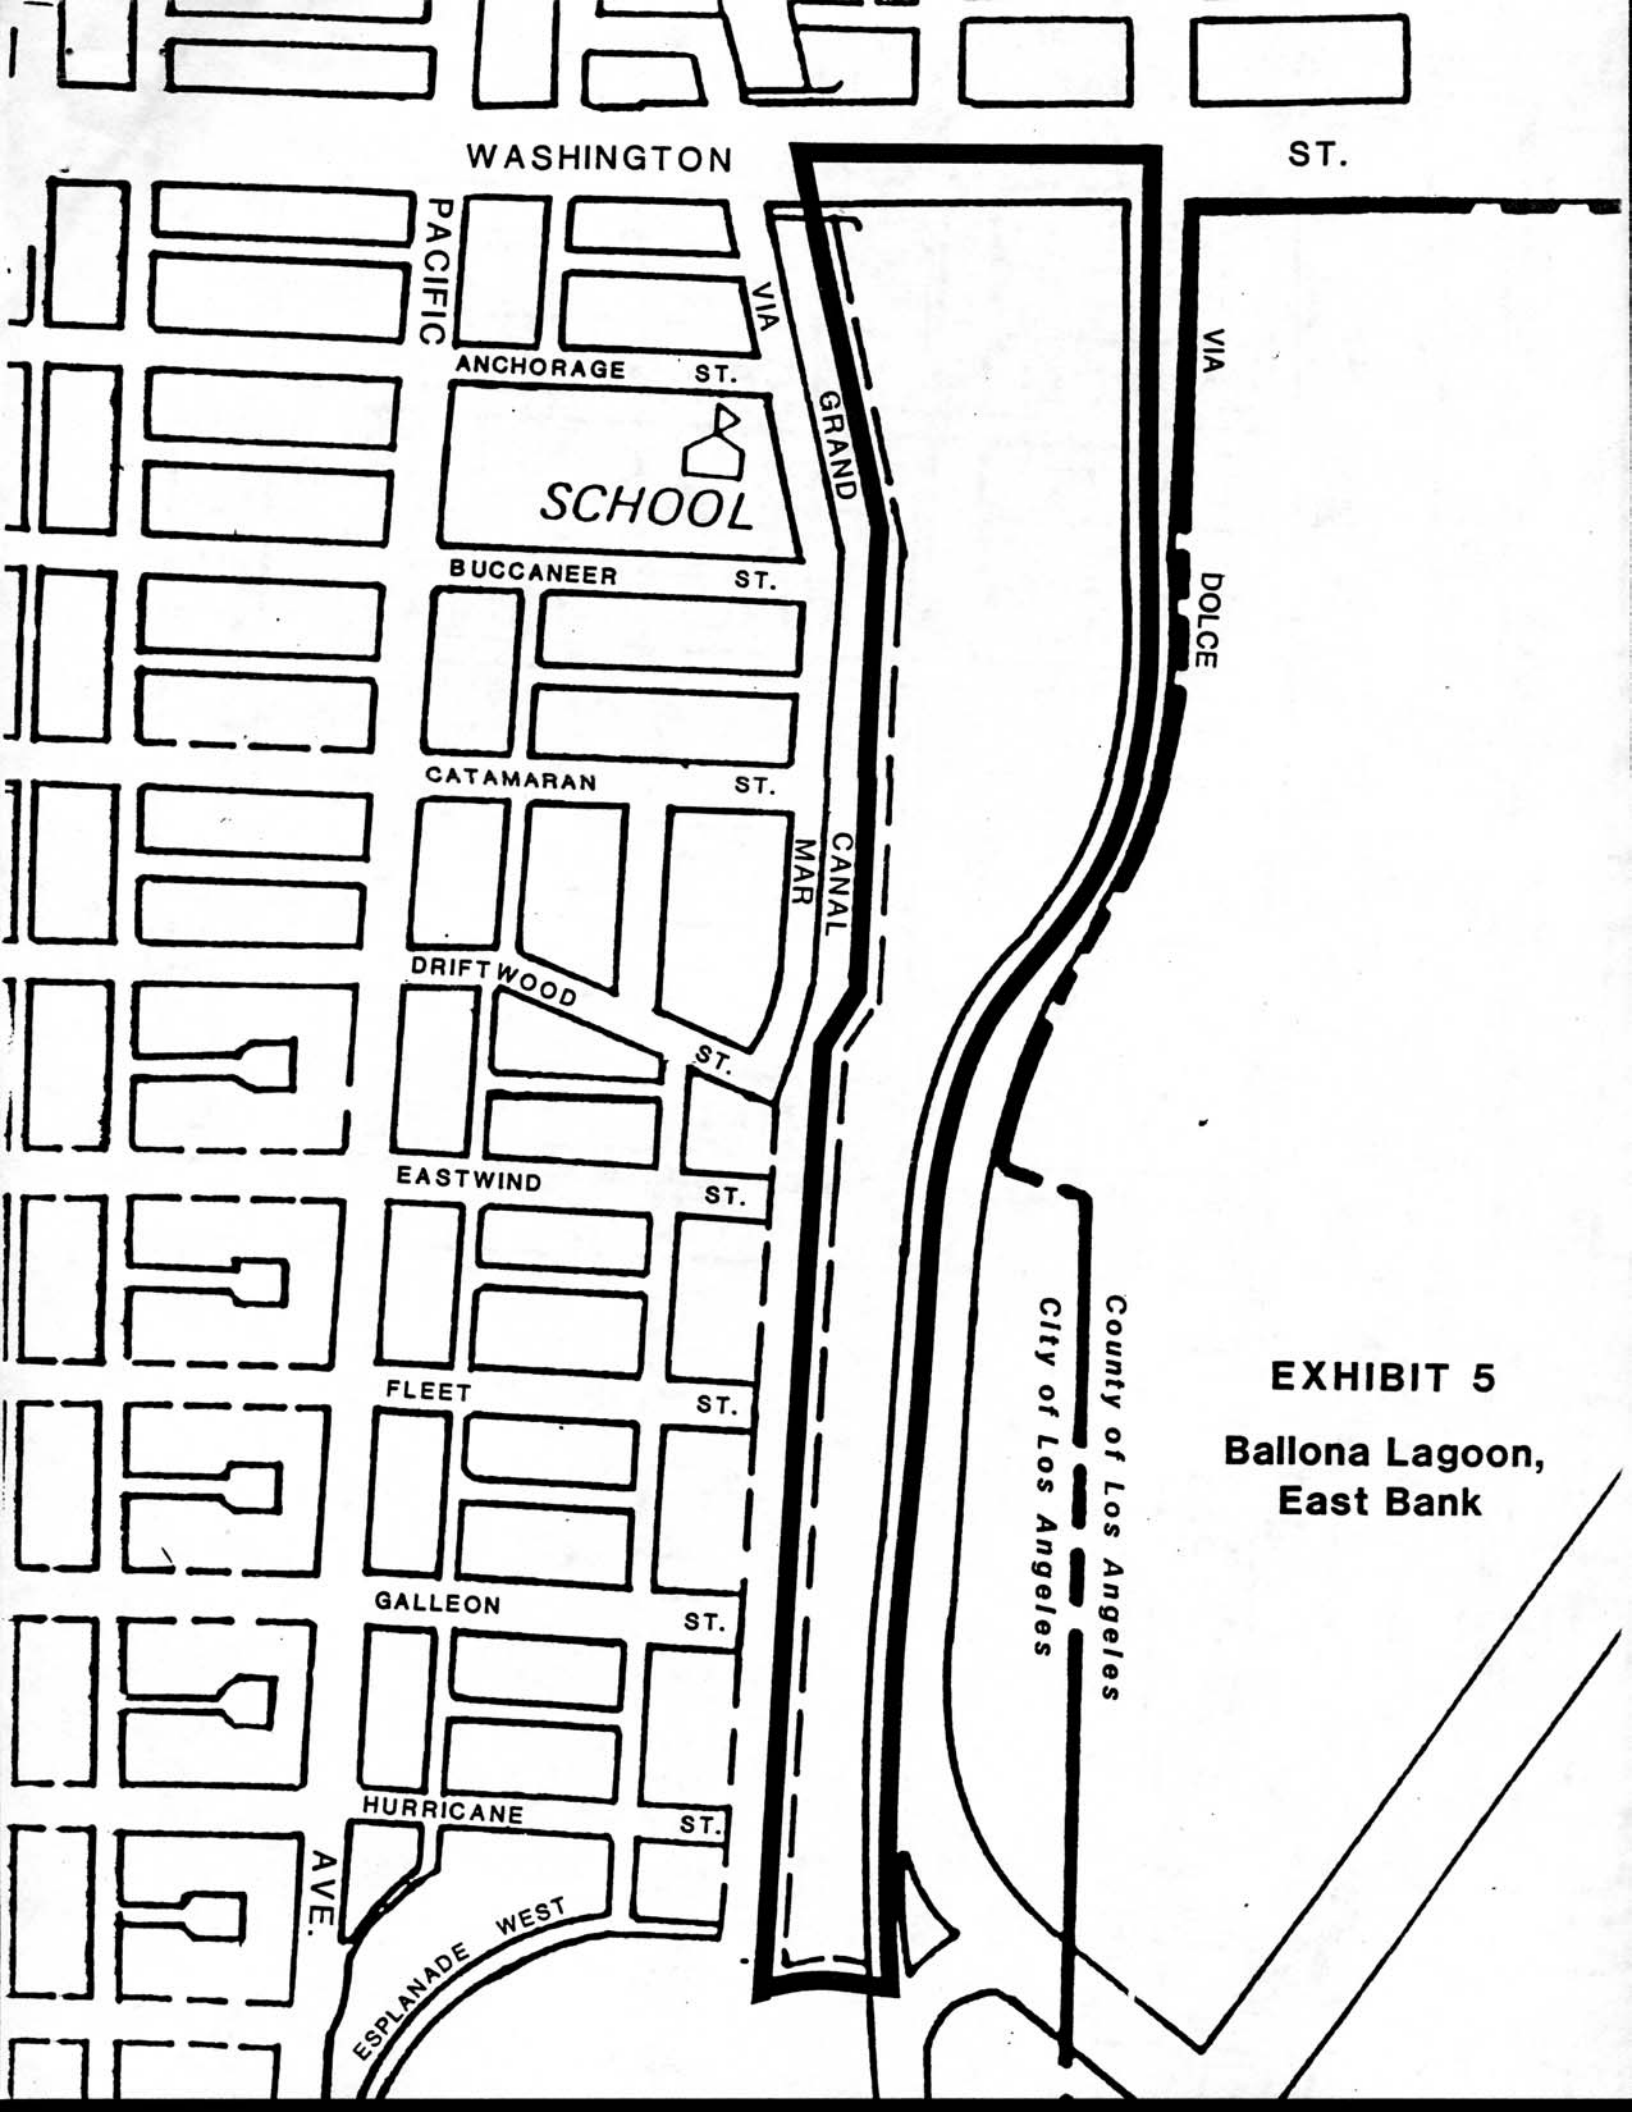 WASHINGTON ST.
PACIFIC
VIA
VIA
ANCHORAGE ST.
GRAND
SCHOOL
BUCCANEER ST.
DOLCE
CATAMARAN ST.
MAR
CANAL
DRIFTWOOD ST.
EASTWIND ST.
City of Los Angeles
County of Los Angeles
EXHIBIT 5
FLEET ST.
Ballona Lagoon,
East Bank
GALLEON ST.
HURRICANE ST.
AVE.
ESPLANADE WEST